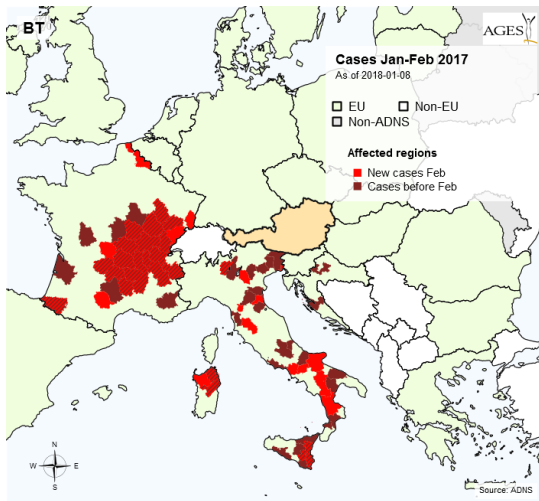 BT
AGES
Cases Jan-Feb 2017
As of 2018-01-08
EU
Non-EU
Non-ADNS
Affected regions
New cases Feb
Cases before Feb
N
W
E
S
Source: ADNS